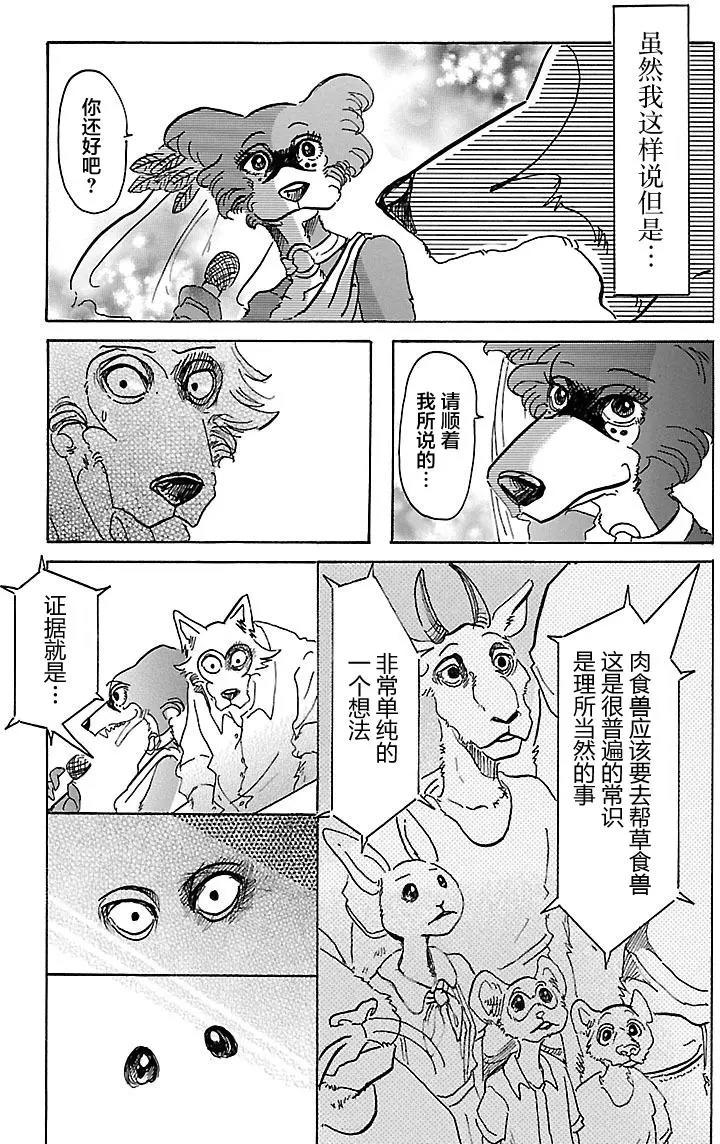 虽然我这样说但是…
你还好吧？
请顺着
我所说的…
肉食兽应该要去帮草食兽
这是很普遍的常识
是理所当然的事
非常单纯的
一个想法
证据就是…